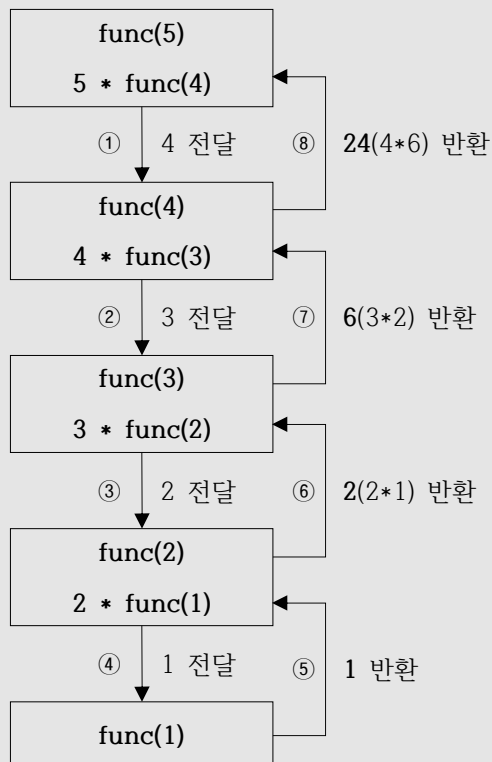 func(5)
5 * func(4)
① 4 전달 ⑧ 24(4*6) 반환
func(4)
4 * func(3)
② 3 전달 ⑦ 6(3*2) 반환
func(3)
3 * func(2)
③ 2 전달 ⑥ 2(2*1) 반환
func(2)
2 * func(1)
④ 1 전달 ⑤ 1 반환
func(1)